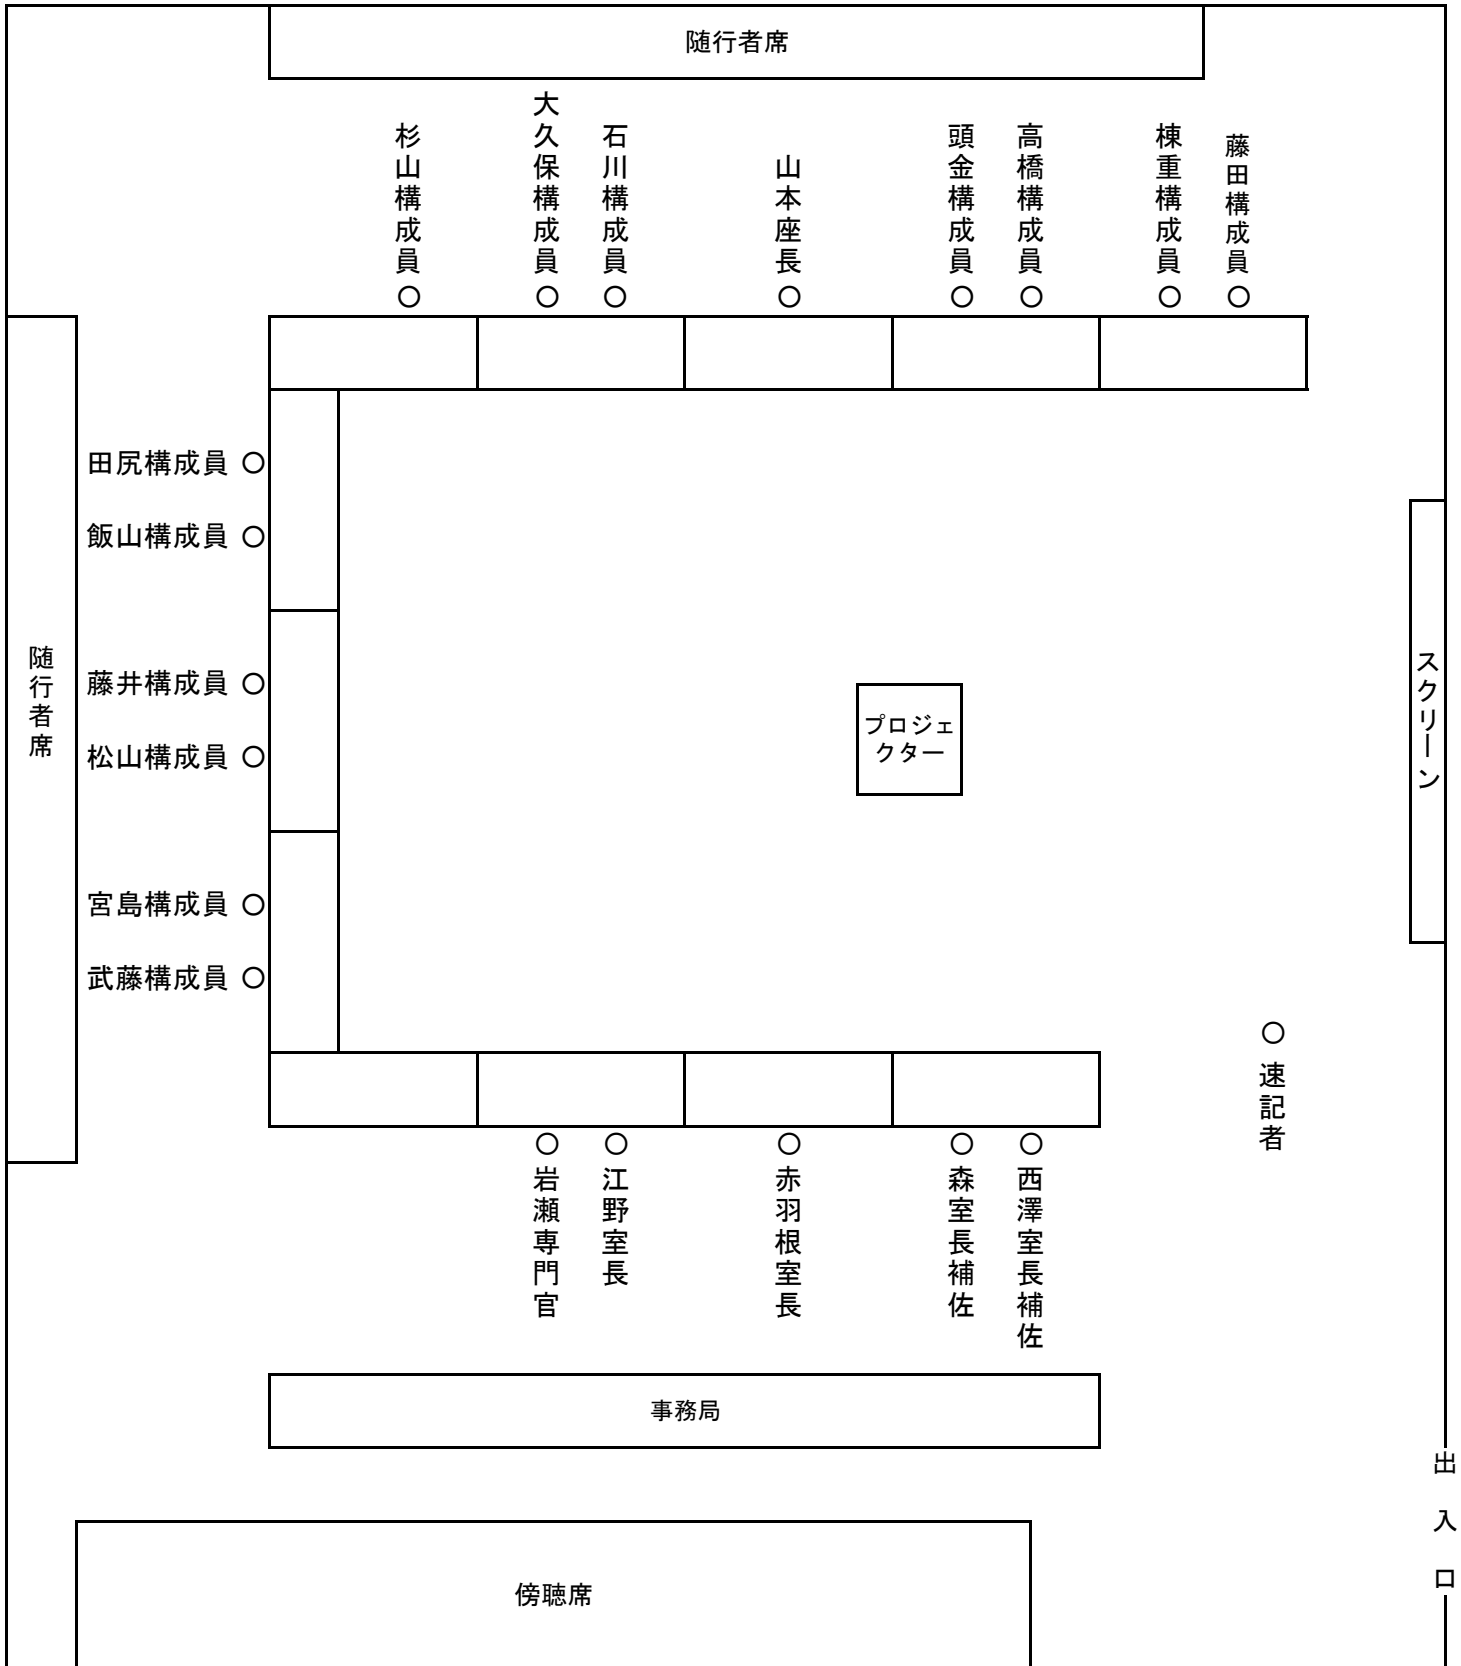 随行者席
杉山構成員 ○
大久保構成員 ○
石川構成員 ○
山本座長 ○
頭金構成員 ○
高橋構成員 ○
棟重構成員 ○
藤田構成員 ○
田尻構成員 ○
飯山構成員 ○
藤井構成員 ○
松山構成員 ○
宮島構成員 ○
武藤構成員 ○
随行者席
プロジェ
クター
スクリーン
○ 速記者
○ 岩瀬専門官
○ 江野室長
○ 赤羽根室長
○ 森室長補佐
○ 西澤室長補佐
事務局
出入口
傍聴席